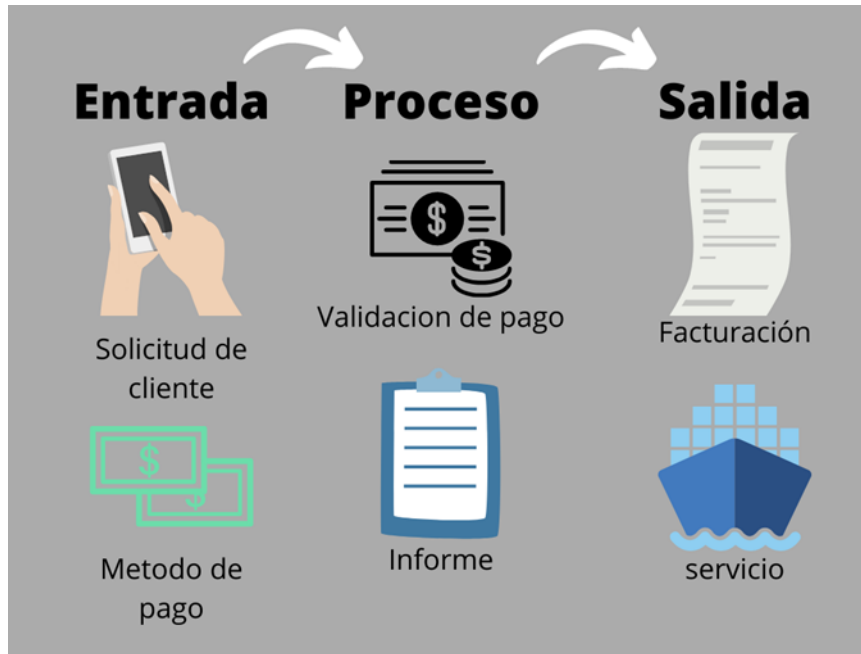 Entrada
Proceso
Salida
Solicitud de
cliente
Validacion de pago
Facturación
Metodo de
pago
Informe
servicio